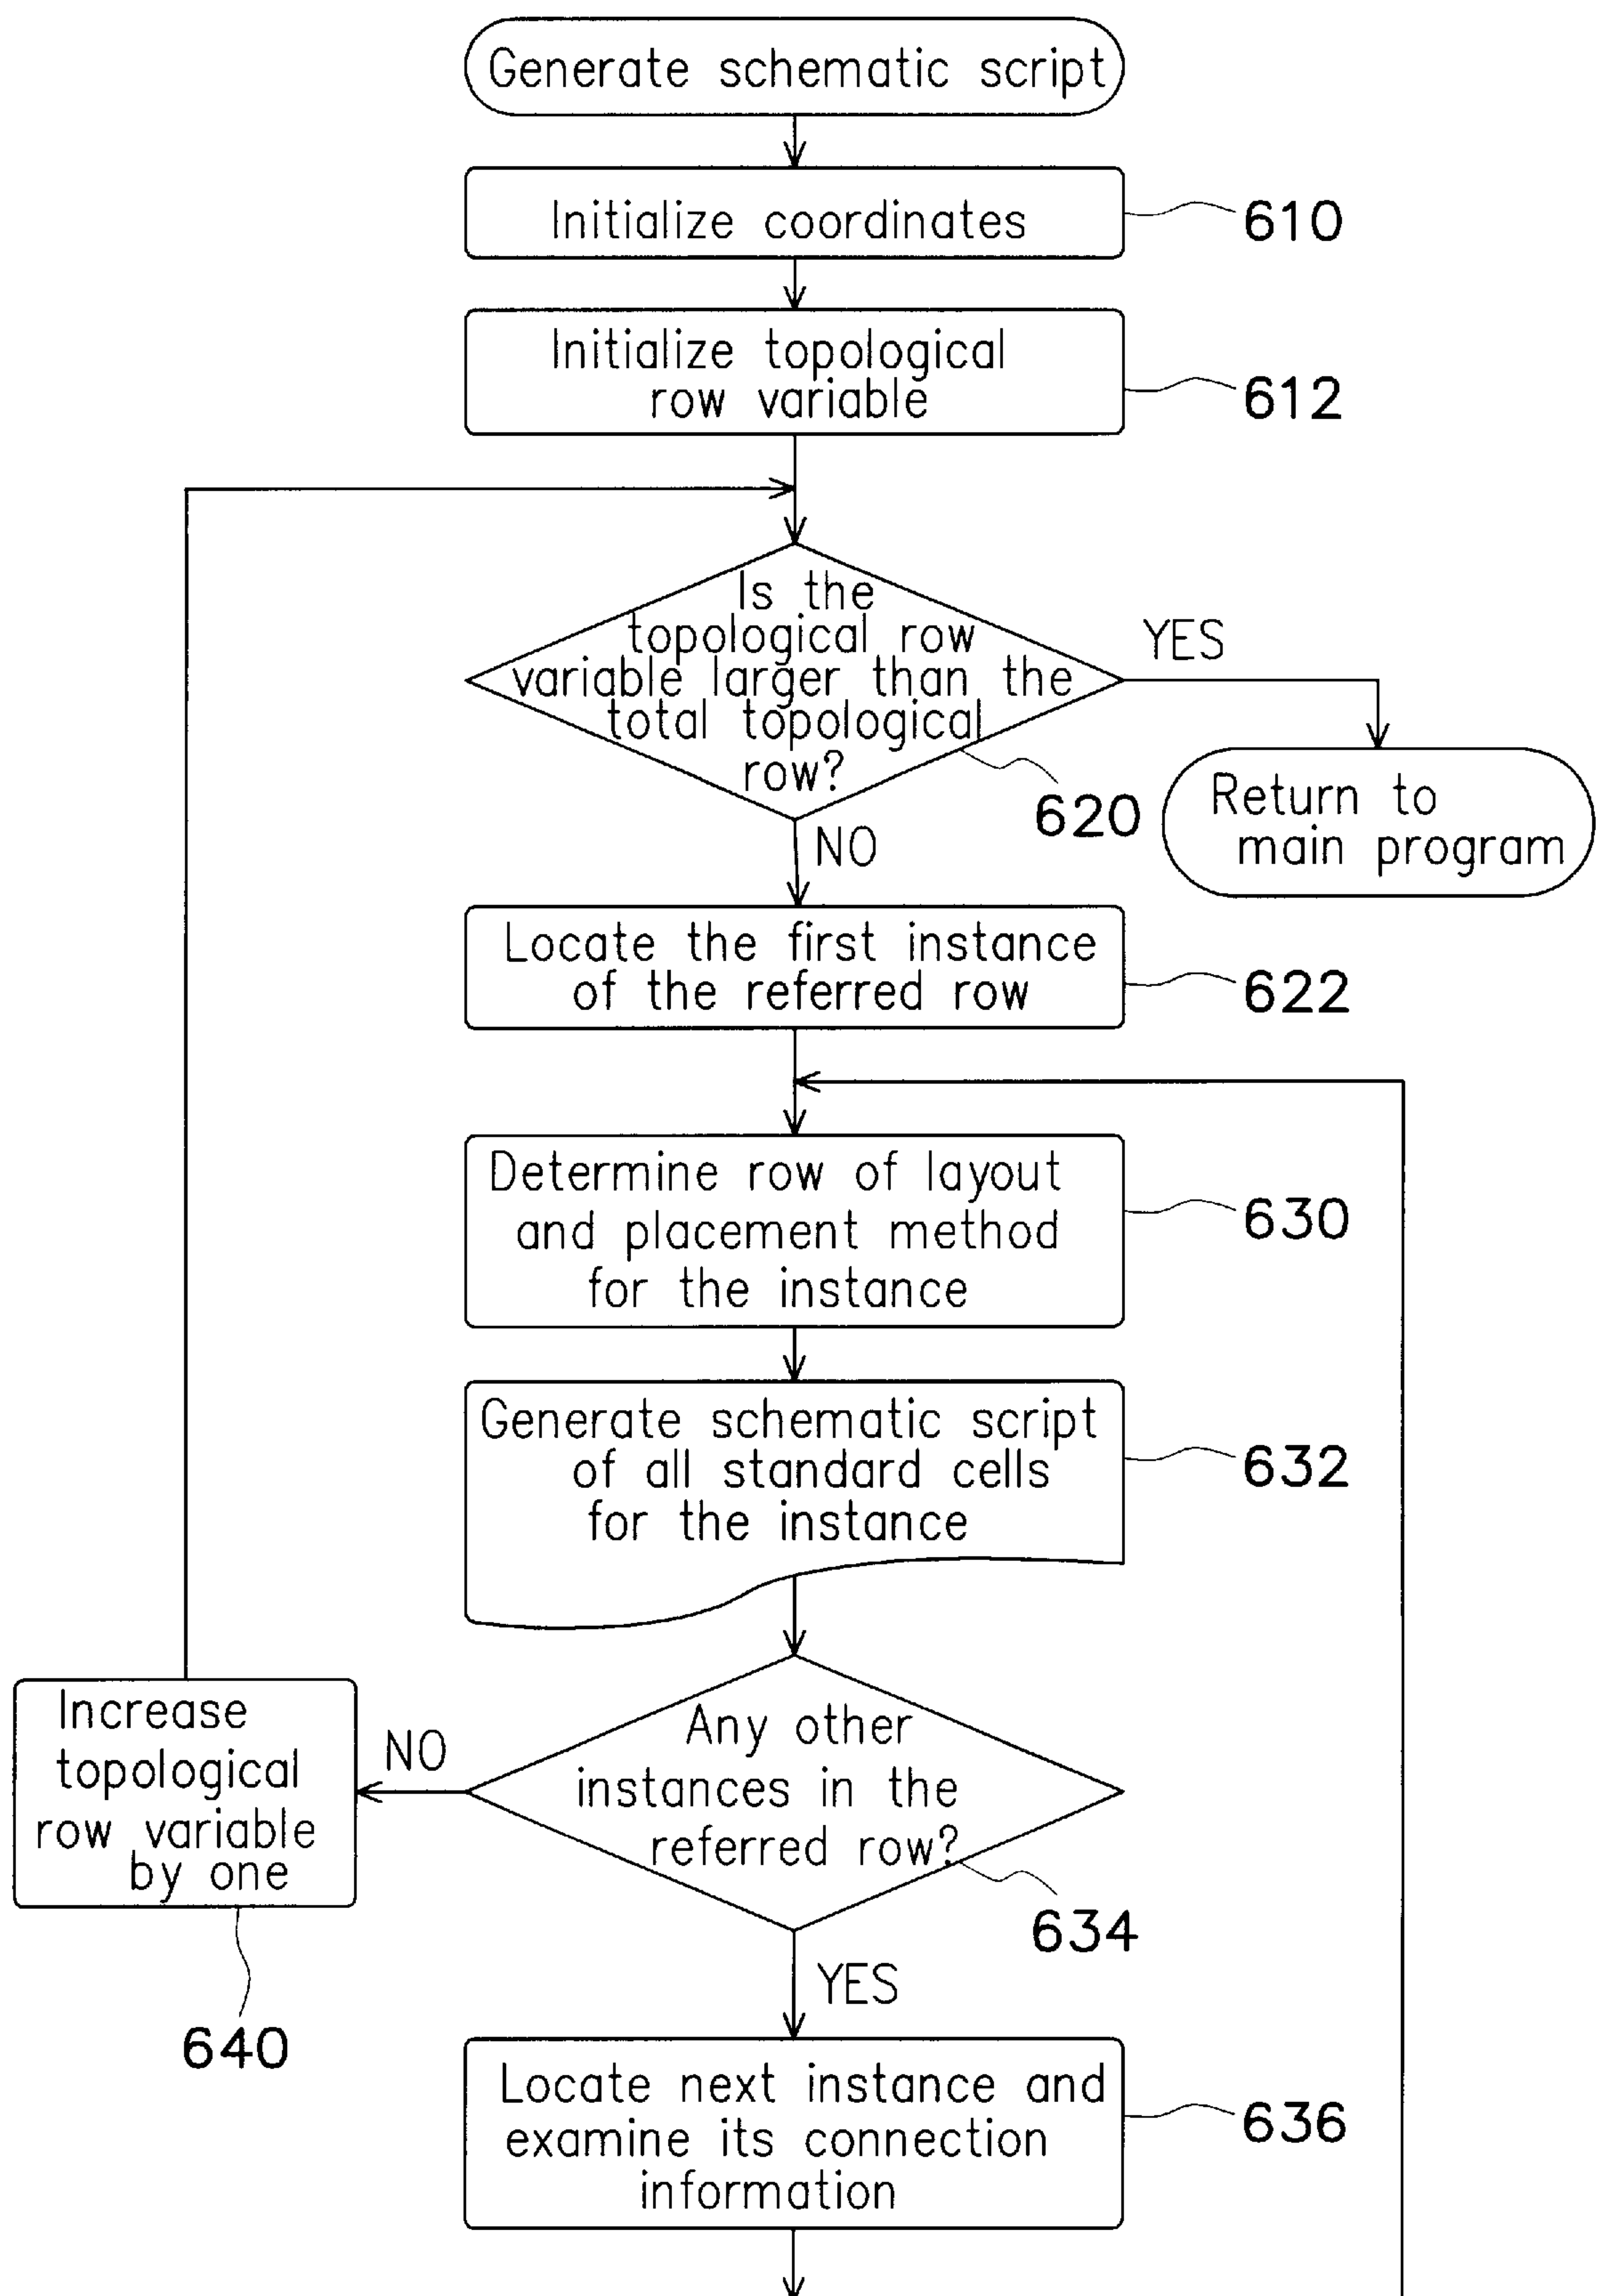 Generate schematic script
Initialize coordinates
610
Initialize topological
row variable
612
Is the
topological row
variable larger than the
total topological
row?
YES
620
Return to
main program
NO
Locate the first instance
of the referred row
622
Determine row of layout
and placement method
for the instance
630
Generate schematic script
of all standard cells
for the instance
632
Any other
instances in the
referred row?
634
NO
Increase
topological
row variable
by one
640
YES
Locate next instance and
examine its connection
information
636